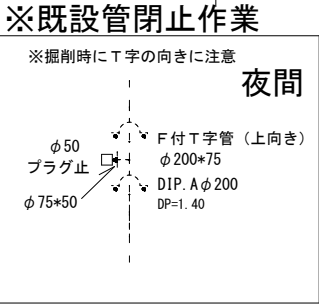 ※既設管閉止作業
※掘削時にT字の向きに注意
夜間
φ50
プラグ止
φ75*50
F付T字管（上向き）
φ200*75
DIP.Aφ200
DP=1.40